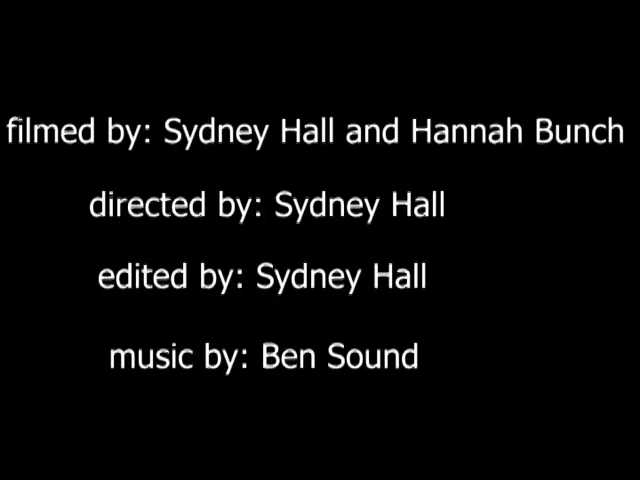 filmed by: Sydney Hall and Hannah Bunch
directed by: Sydney Hall
edited by: Sydney Hall
music by: Ben Sound